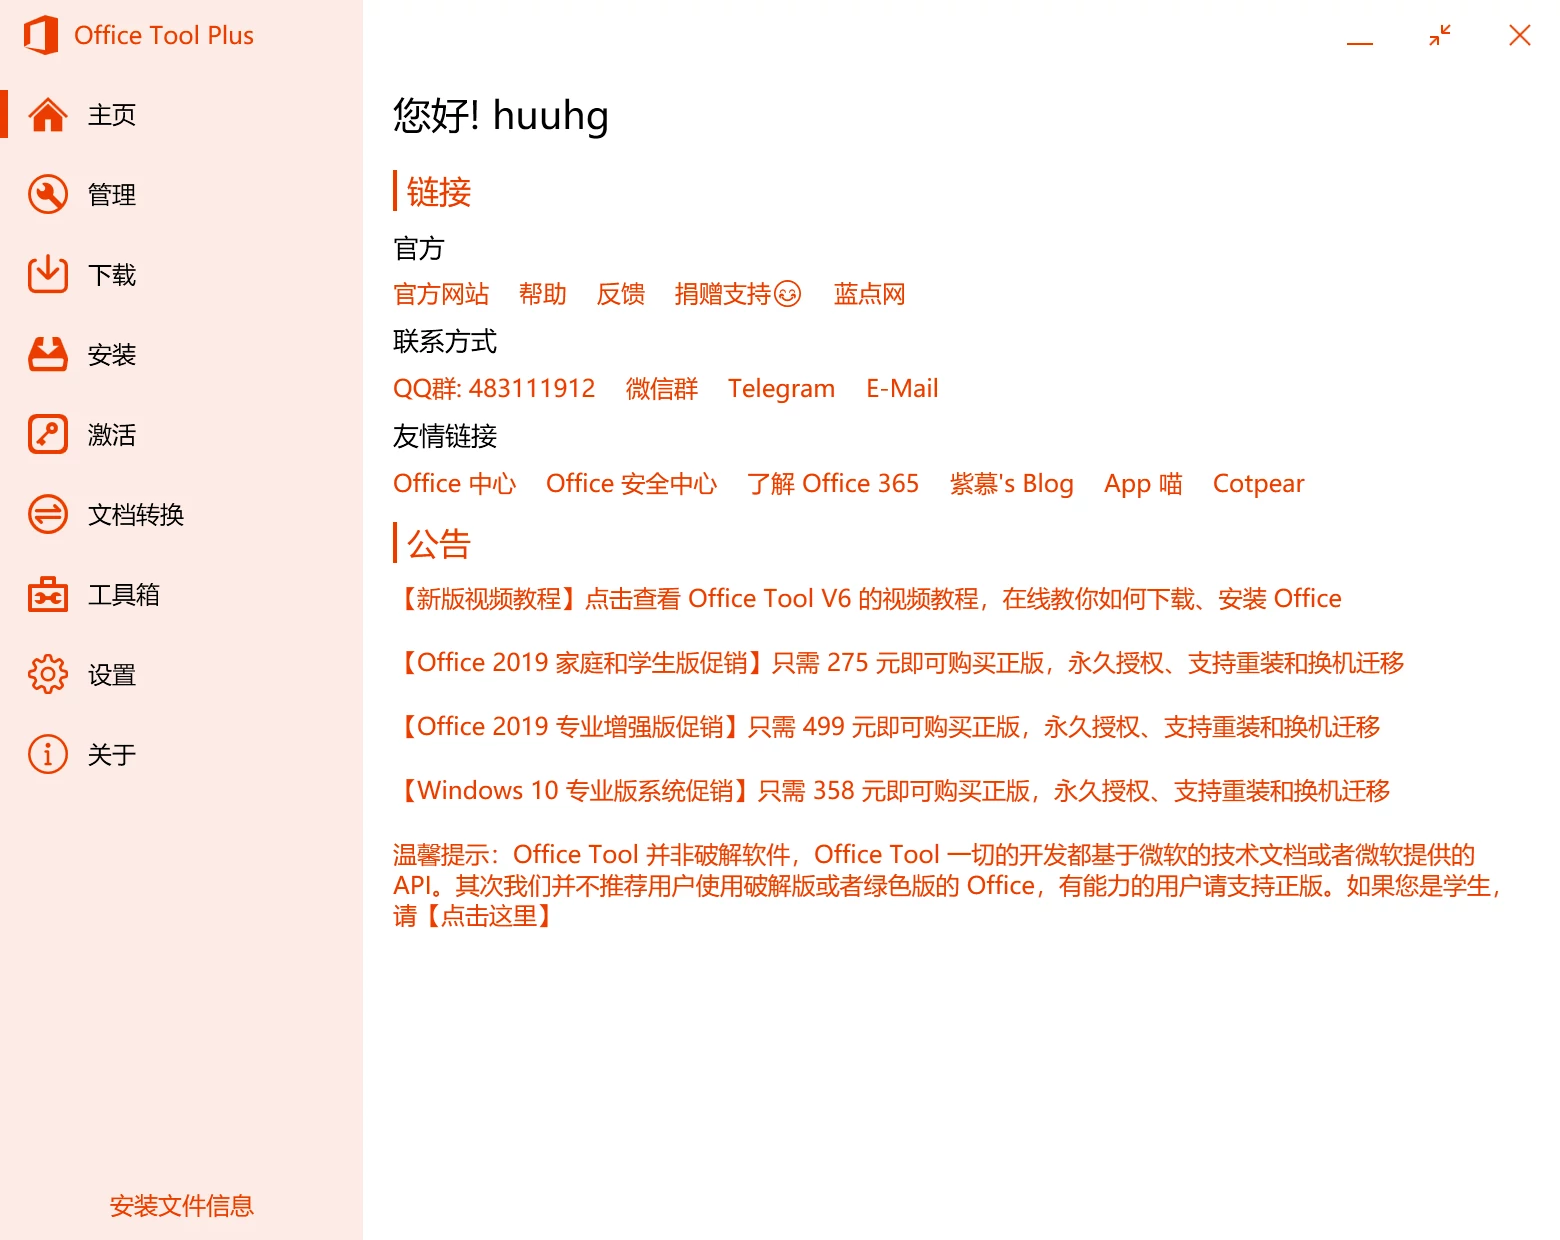 Office Tool Plus
主页
管理
下载
安装
激活
文档转换
工具箱
设置
关于
安装文件信息
您好! huuhg
链接
官方
官方网站 帮助 反馈 捐赠支持😊 蓝点网
联系方式
QQ群: 483111912 微信群 Telegram E-Mail
友情链接
Office 中心 Office 安全中心 了解 Office 365 紫慕's Blog App 喵 Cotpear
公告
【新版视频教程】点击查看 Office Tool V6 的视频教程，在线教你如何下载、安装 Office
【Office 2019 家庭和学生版促销】只需 275 元即可购买正版，永久授权、支持重装和换机迁移
【Office 2019 专业增强版促销】只需 499 元即可购买正版，永久授权、支持重装和换机迁移
【Windows 10 专业版系统促销】只需 358 元即可购买正版，永久授权、支持重装和换机迁移
温馨提示：Office Tool 并非破解软件，Office Tool 一切的开发都基于微软的技术文档或者微软提供的
API。其次我们并不推荐用户使用破解版或者绿色版的 Office，有能力的用户请支持正版。如果您是学生，
请【点击这里】